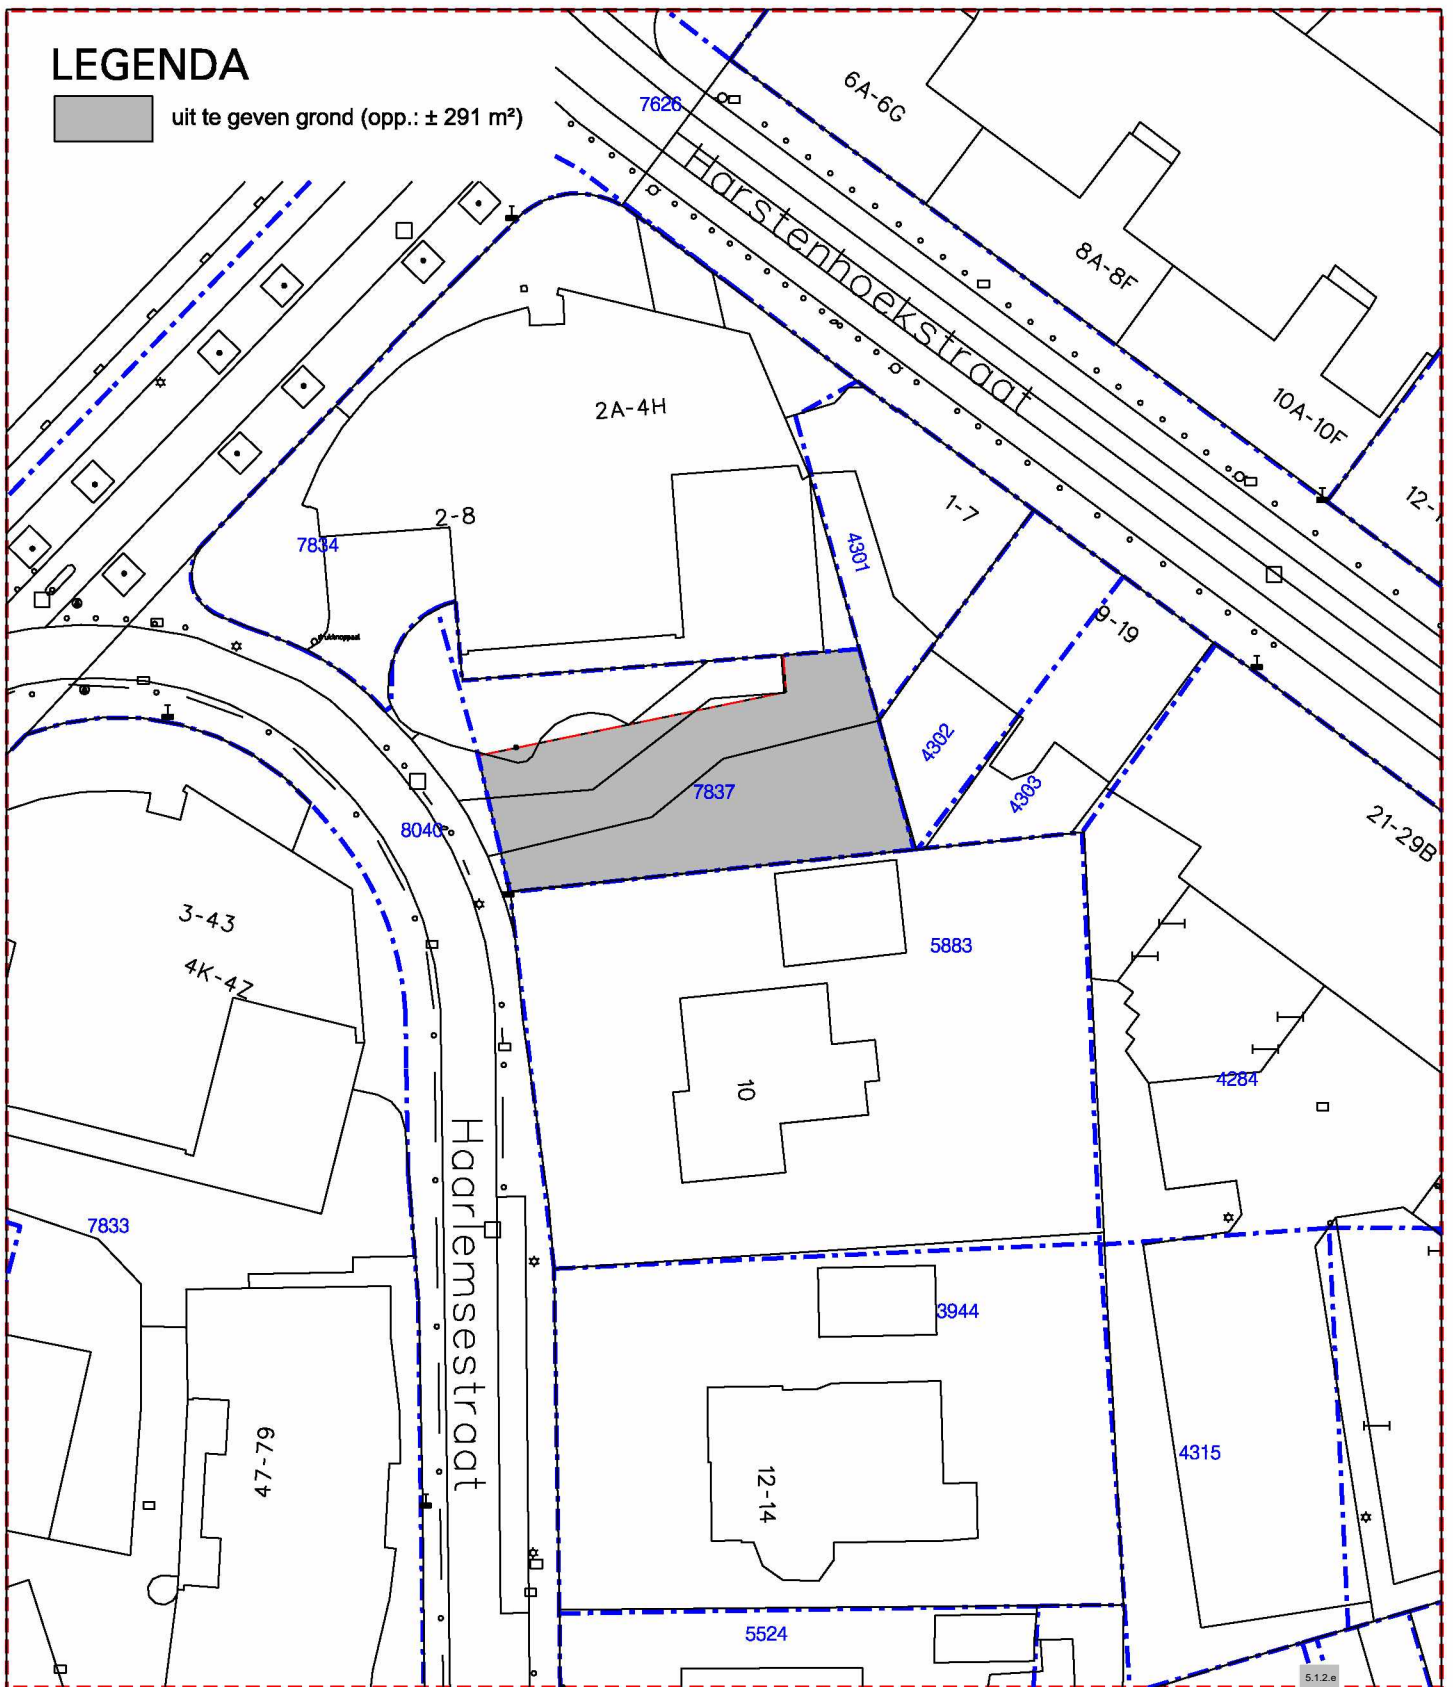 LEGENDA
uit te geven grond (opp.: ± 291 m²)
7626
6A-6G
Harstenhoekstraat
8A-8F
10A-10F
2A-4H
2-8
7834
drukknoppaal
1-7
4301
9-19
4302
4303
7837
8040
21-29B
3-43
4K-4Z
5883
10
4284
7833
Haarlemsestraat
3944
47-79
12-14
4315
5524
5.1.2.e